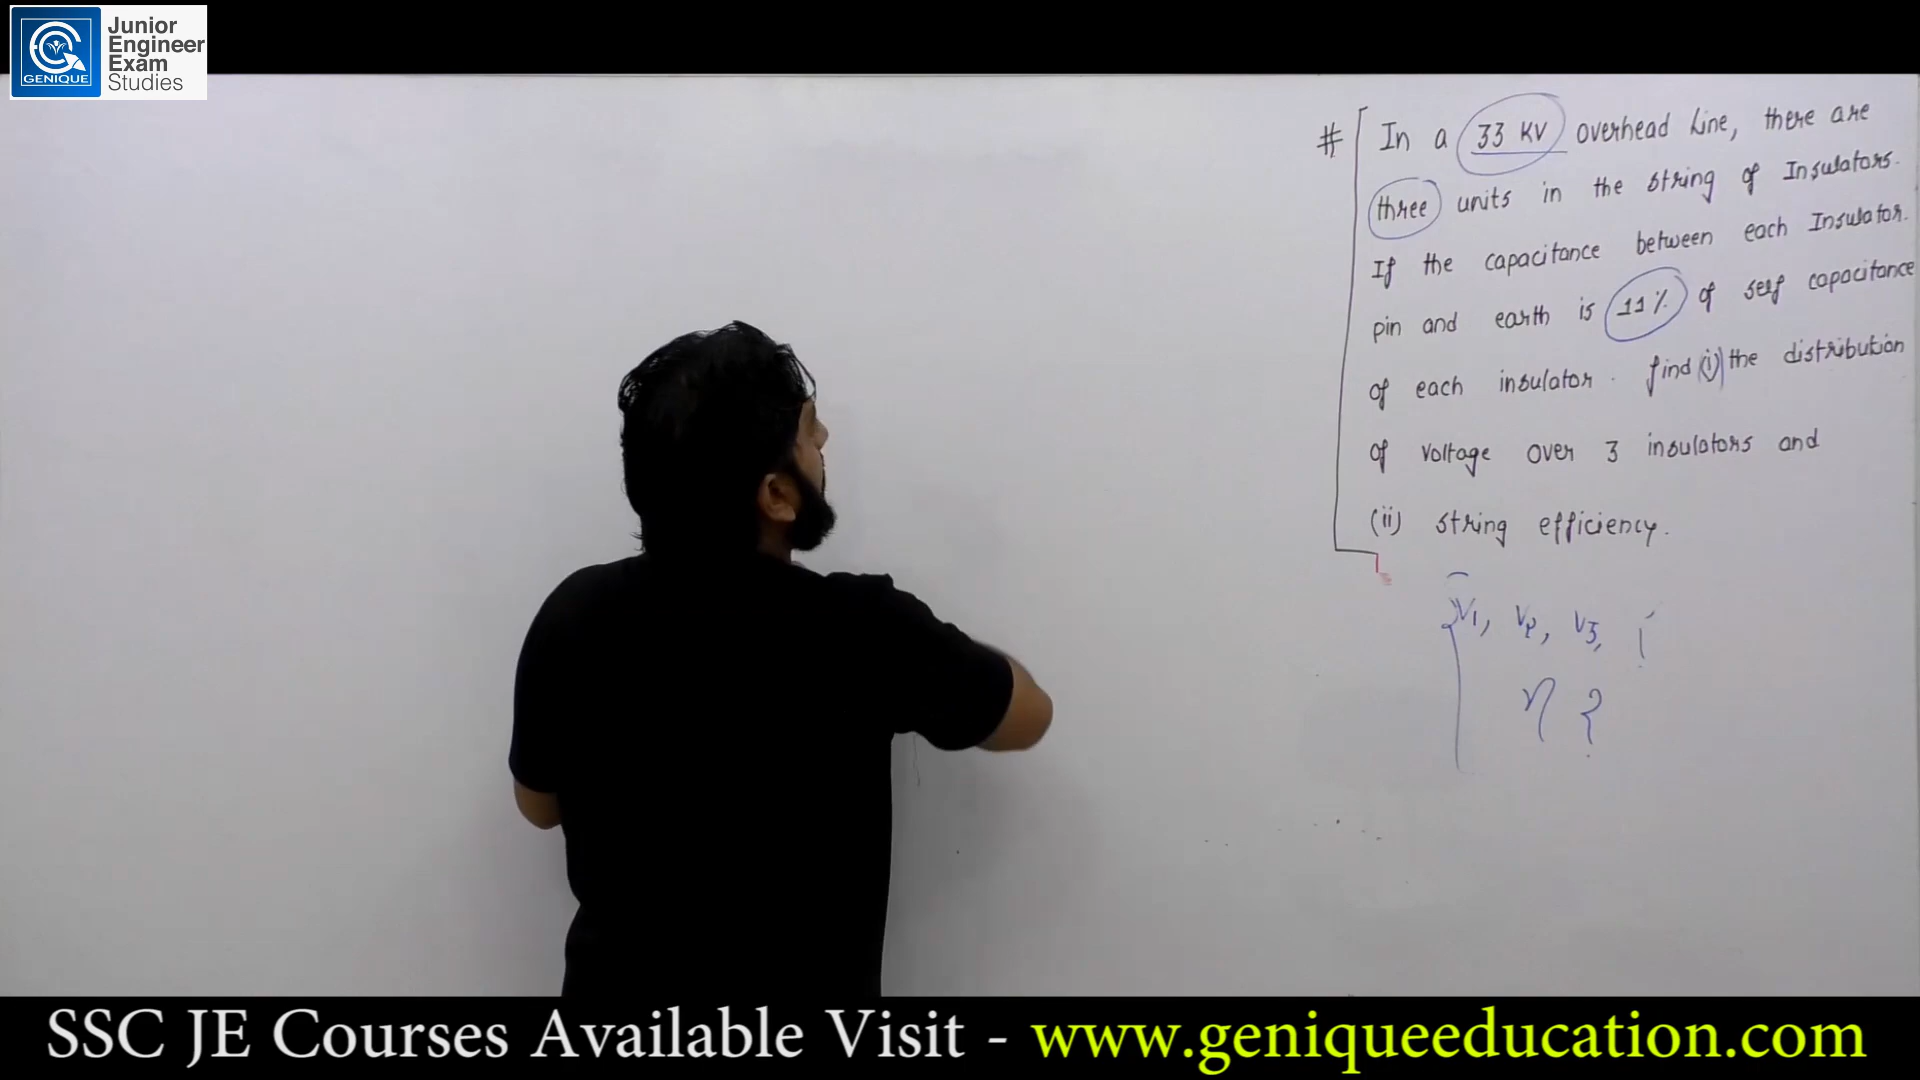 Junior
Engineer
Exam
Studies
GENIQUE
# In a 33 KV overhead Line, there are
three units in the string of Insulators.
If the capacitance between each Insulator.
pin and earth is 11% of self capacitance
of each insulator. find (i) the distribution
of voltage over 3 insulators and
(ii) string efficiency.
V1, V2, V3,
η ?
SSC JE Courses Available Visit - www.geniqueeducation.com